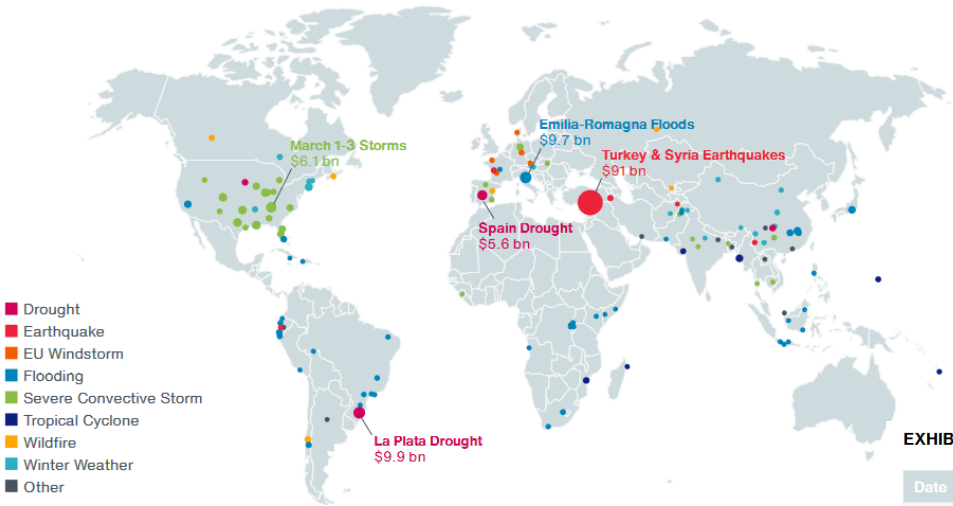 Emilia-Romagna Floods
$9.7 bn
March 1-3 Storms
$6.1 bn
Turkey & Syria Earthquakes
$91 bn
Spain Drought
$5.6 bn
Drought
Earthquake
EU Windstorm
Flooding
Severe Convective Storm
Tropical Cyclone
Wildfire
Winter Weather
Other
La Plata Drought
$9.9 bn
EXHIB
Date